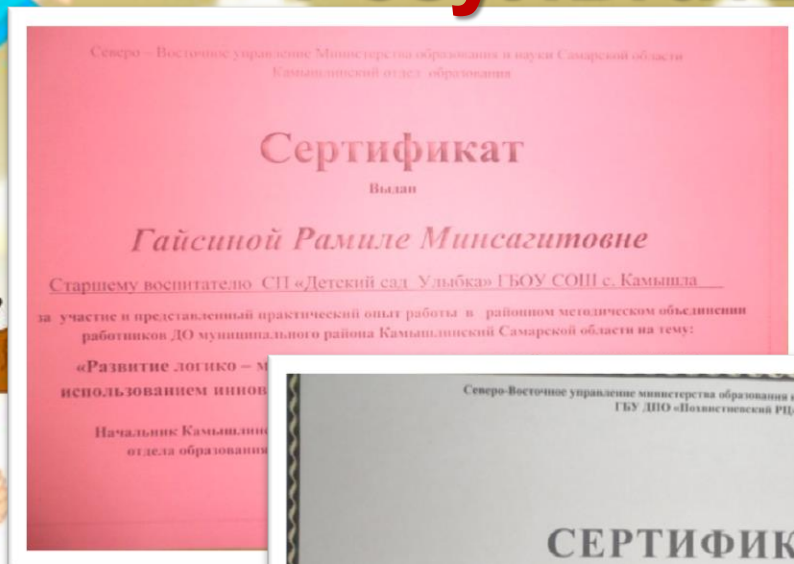 Северо – Восточное управление Министерства образования и науки Самарской области
Камышлинский отдел образования
Сертификат
Выдан
Гайсиной Рамиле Минсагитовне
Старшему воспитателю СП «Детский сад Улыбка» ГБОУ СОШ с. Камышла
за участие и представленный практический опыт работы в районном методическом объединении
работников ДО муниципального района Камышлинский Самарской области на тему:
«Развитие логико – м
использованием иннов
Начальник Камышлинс
отдела образования
Северо-Восточное управление министерства образования и
ГБУ ДПО «Похвистневский РЦ
СЕРТИФИК